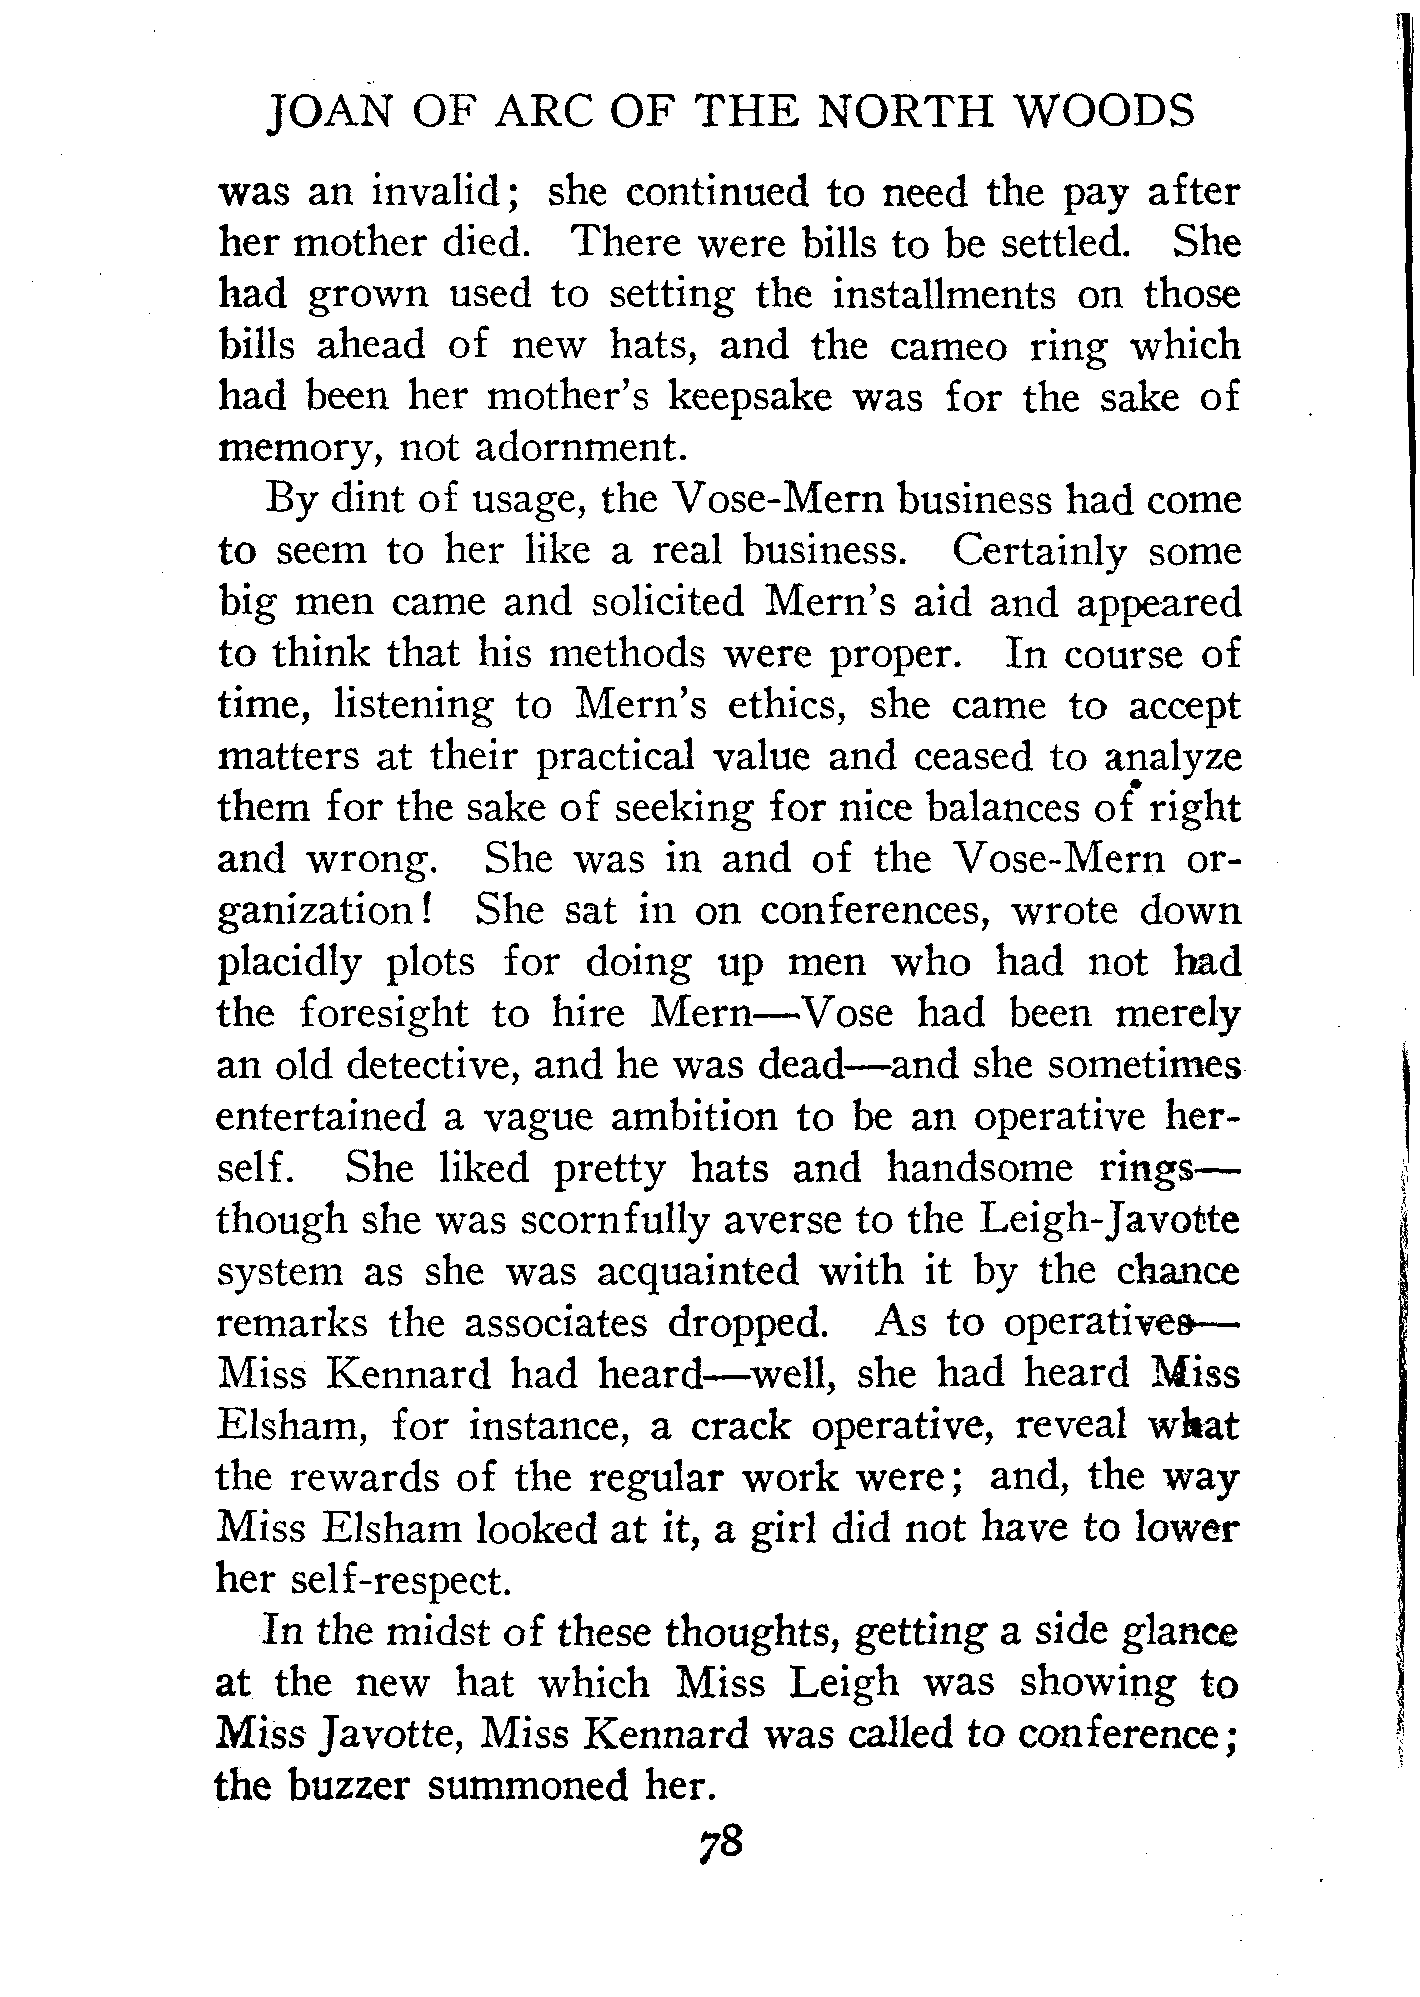 JOAN OF ARC OF THE NORTH WOODS
was an invalid; she continued to need the pay after
her mother died. There were bills to be settled. She
had grown used to setting the installments on those
bills ahead of new hats, and the cameo ring which
had been her mother's keepsake was for the sake of
memory, not adornment.
By dint of usage, the Vose-Mern business had come
to seem to her like a real business. Certainly some
big men came and solicited Mern's aid and appeared
to think that his methods were proper. In course of
time, listening to Mern's ethics, she came to accept
matters at their practical value and ceased to analyze
them for the sake of seeking for nice balances of right
and wrong. She was in and of the Vose-Mern or-
ganization! She sat in on conferences, wrote down
placidly plots for doing up men who had not had
the foresight to hire Mern—Vose had been merely
an old detective, and he was dead—and she sometimes
entertained a vague ambition to be an operative her-
self. She liked pretty hats and handsome rings—
though she was scornfully averse to the Leigh-Javotte
system as she was acquainted with it by the chance
remarks the associates dropped. As to operatives—
Miss Kennard had heard—well, she had heard Miss
Elsham, for instance, a crack operative, reveal what
the rewards of the regular work were; and, the way
Miss Elsham looked at it, a girl did not have to lower
her self-respect.
In the midst of these thoughts, getting a side glance
at the new hat which Miss Leigh was showing to
Miss Javotte, Miss Kennard was called to conference;
the buzzer summoned her.
78